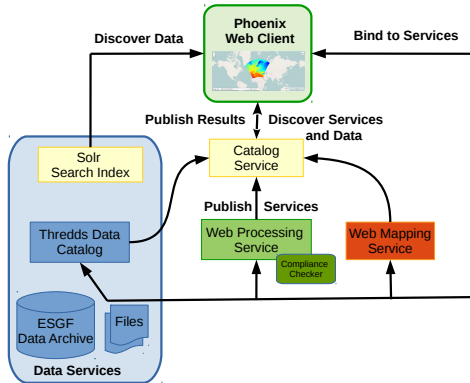 Phoenix
Web Client
Discover Data
Bind to Services
Publish Results
Discover Services
and Data
Solr
Search Index
Catalog
Service
Publish Services
Thredds Data
Catalog
Web Processing
Service
Web Mapping
Service
Compliance
Checker
ESGF
Data Archive
Files
Data Services